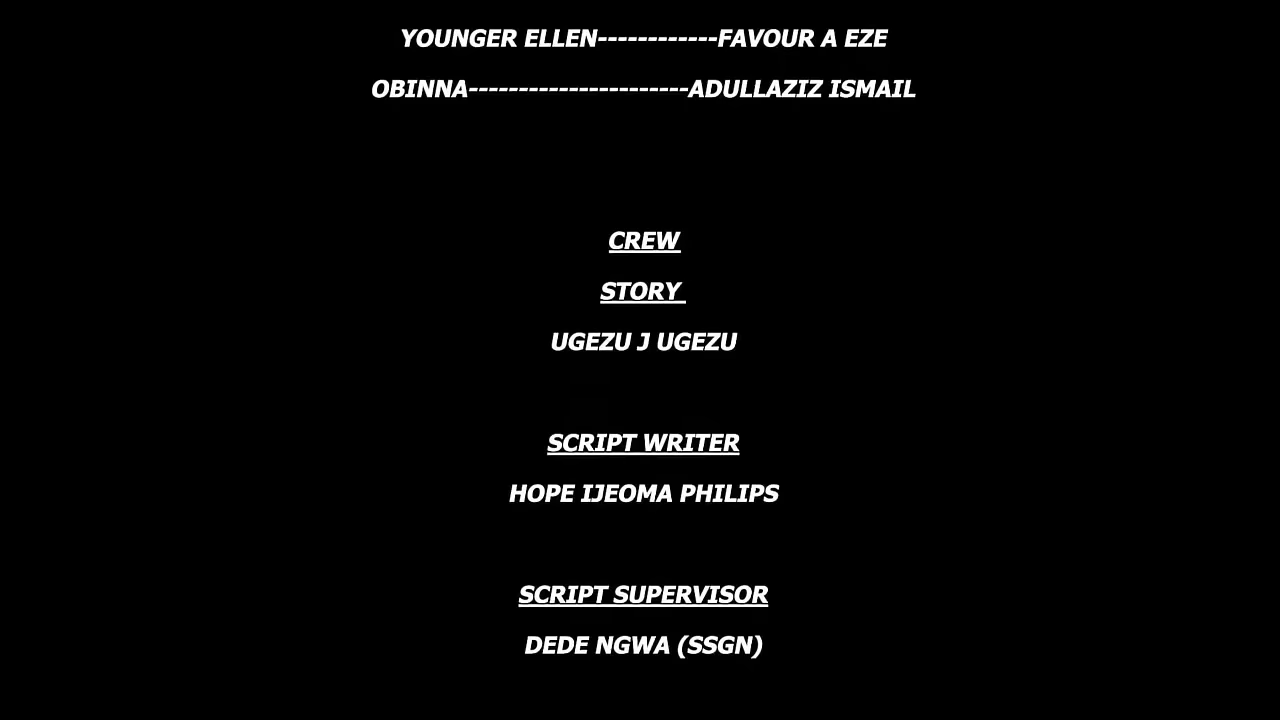 YOUNGER ELLEN------------FAVOUR A EZE
OBINNA----------------------ADULLAZIZ ISMAIL
CREW
STORY
UGEZU J UGEZU
SCRIPT WRITER
HOPE IJEOMA PHILIPS
SCRIPT SUPERVISOR
DEDE NGWA (SSGN)